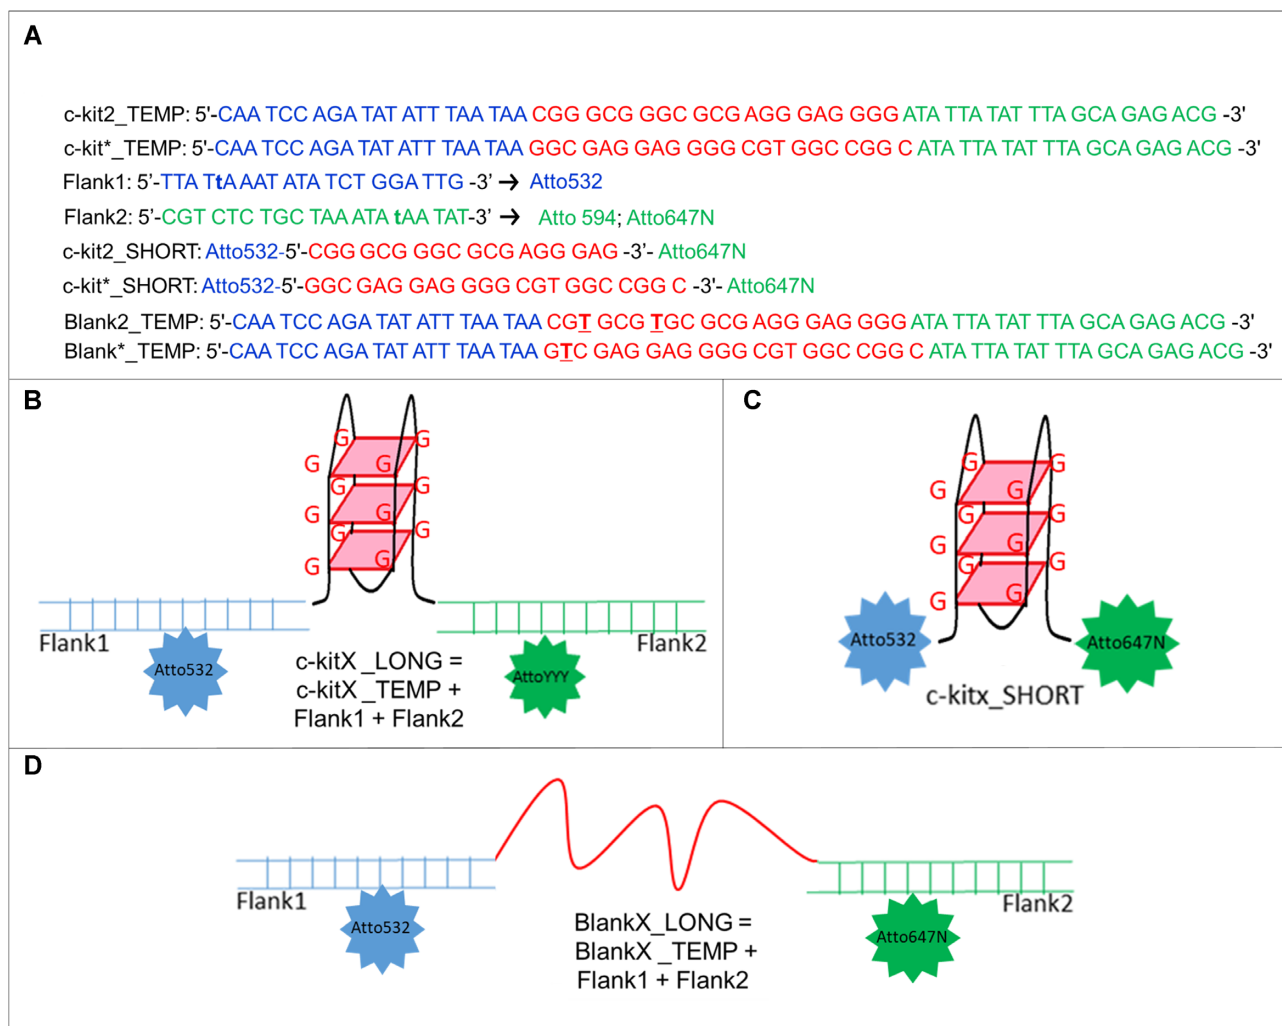 A
c-kit2_TEMP: 5'-CAA TCC AGA TAT ATT TAA TAA CGG GCG GGC GCG AGG GAG GGG ATA TTA TAT TTA GCA GAG ACG -3'
c-kit*_TEMP: 5'-CAA TCC AGA TAT ATT TAA TAA GGC GAG GAG GGG CGT GGC CGG C ATA TTA TAT TTA GCA GAG ACG -3'
Flank1: 5'-TTA TtA AAT ATA TCT GGA TTG -3' → Atto532
Flank2: 5'-CGT CTC TGC TAA ATA tAA TAT-3' → Atto 594; Atto647N
c-kit2_SHORT: Atto532-5'-CGG GCG GGC GCG AGG GAG -3'- Atto647N
c-kit*_SHORT: Atto532-5'-GGC GAG GAG GGG CGT GGC CGG C -3'- Atto647N
Blank2_TEMP: 5'-CAA TCC AGA TAT ATT TAA TAA CGT GCG TGC GCG AGG GAG GGG ATA TTA TAT TTA GCA GAG ACG -3'
Blank*_TEMP: 5'-CAA TCC AGA TAT ATT TAA TAA GTC GAG GAG GGG CGT GGC CGG C ATA TTA TAT TTA GCA GAG ACG -3'
B
G G
G G
G G
G G
G G
G G
Flank1
Flank2
Atto532
AttoYYY
c-kitX _LONG =
c-kitX _TEMP +
Flank1 + Flank2
C
G G
G G
G G
G G
G G
G G
Atto532
Atto647N
c-kitx_SHORT
D
Flank1
Flank2
Atto532
Atto647N
BlankX_LONG =
BlankX _TEMP +
Flank1 + Flank2